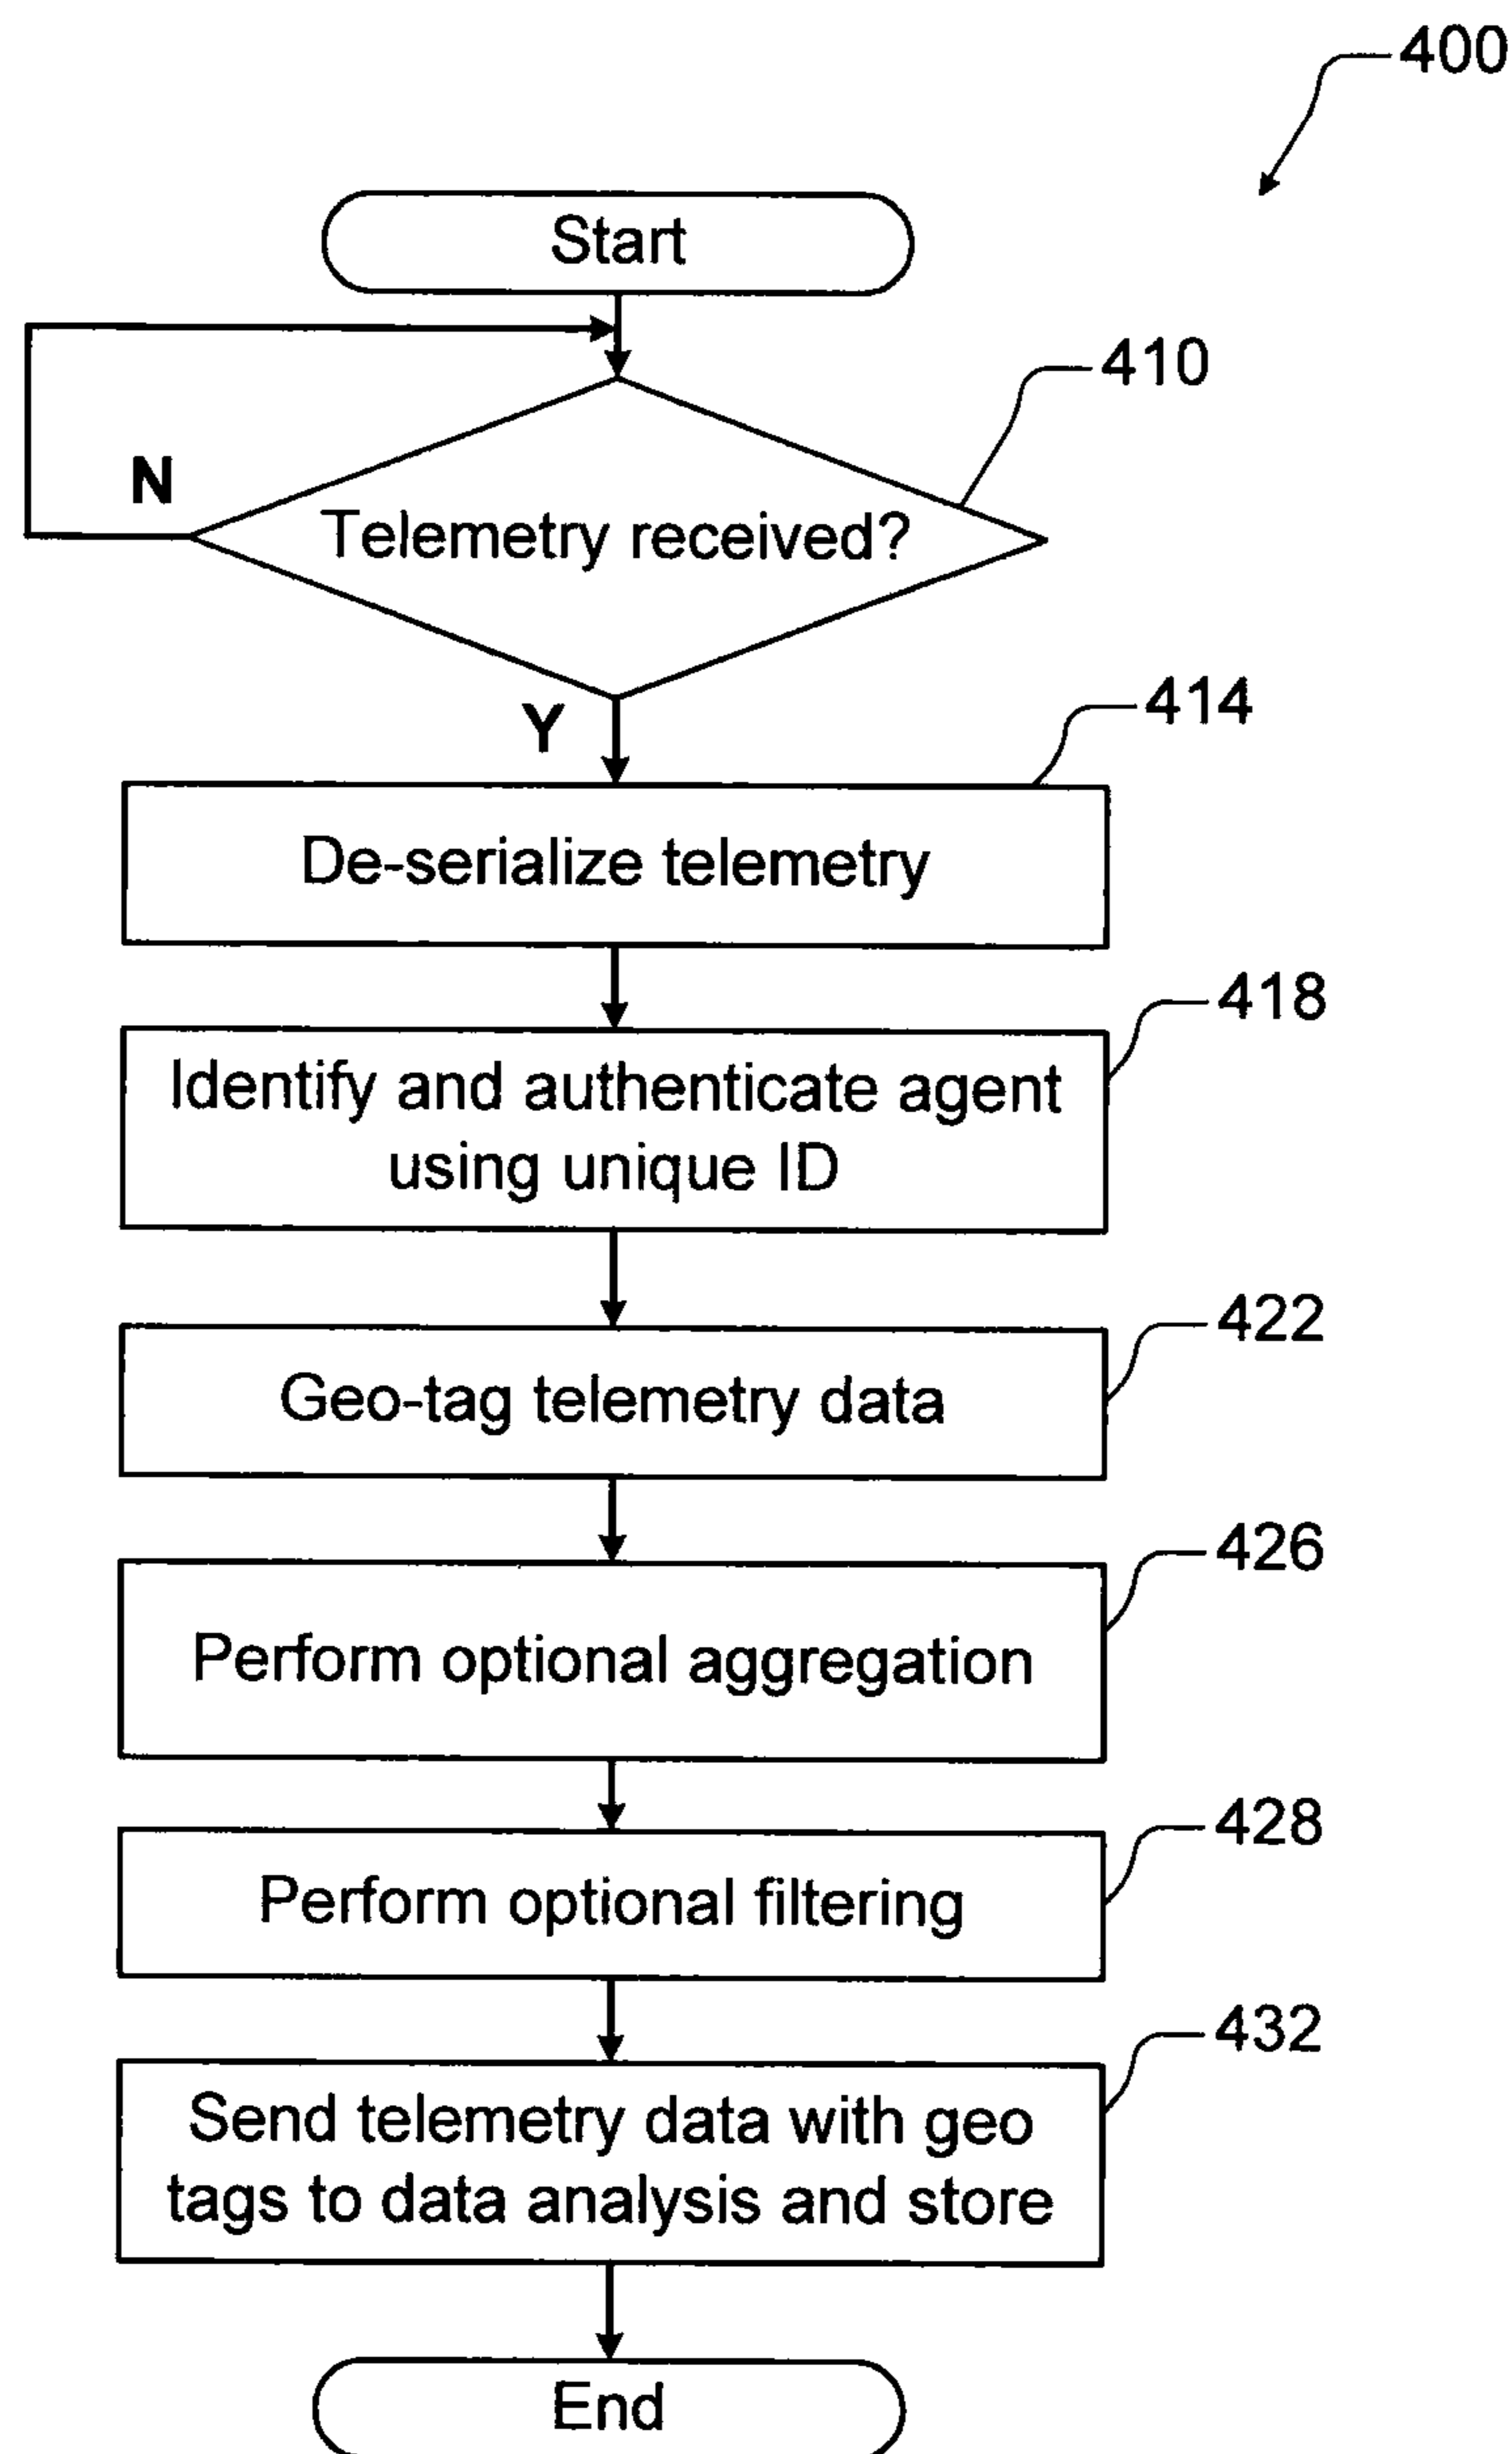 400
Start
410
N
Telemetry received?
Y
414
De-serialize telemetry
418
Identify and authenticate agent
using unique ID
422
Geo-tag telemetry data
426
Perform optional aggregation
428
Perform optional filtering
432
Send telemetry data with geo
tags to data analysis and store
End